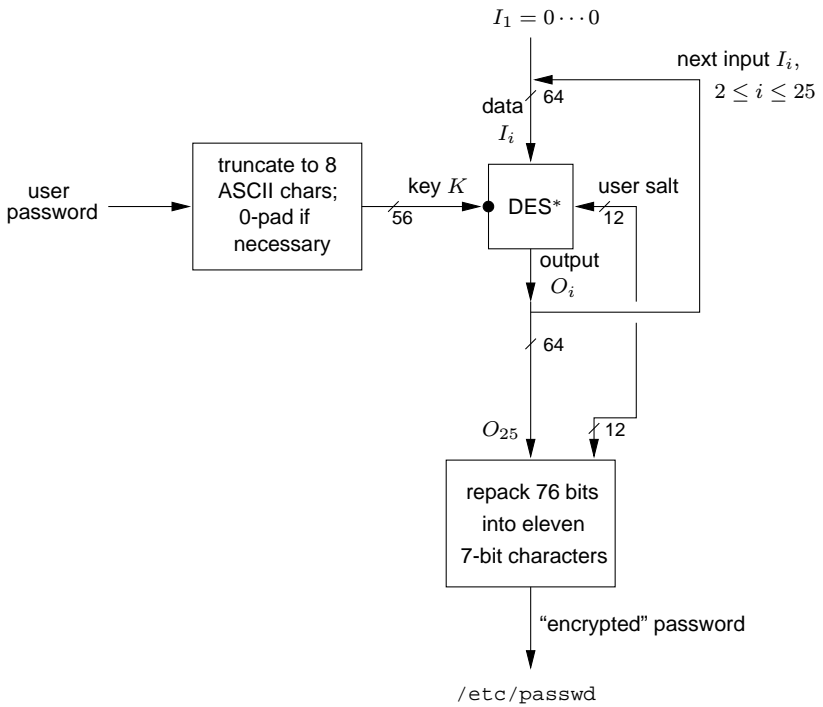 I₁ = 0 · · · 0
next input Iᵢ,
2 ≤ i ≤ 25
64
data
Iᵢ
truncate to 8
ASCII chars;
0-pad if
necessary
user
password
key K
56
DES*
user salt
12
output
Oᵢ
64
O₂₅
12
repack 76 bits
into eleven
7-bit characters
“encrypted” password
/etc/passwd